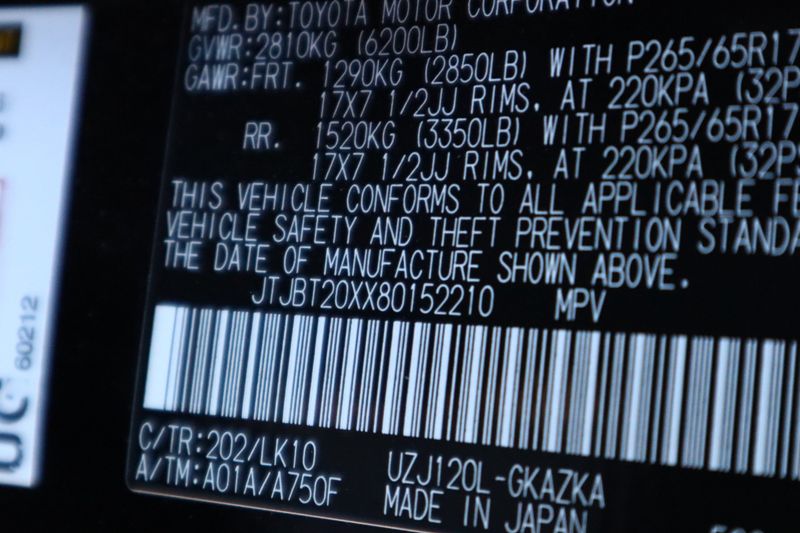 MFD. BY: TOYOTA MOTOR CORPORATION
GVWR: 2810KG (6200LB)
GAWR: FRT. 1290KG (2850LB) WITH P265/65R17
17X7 1/2JJ RIMS, AT 220KPA (32P
RR. 1520KG (3350LB) WITH P265/65R17
17X7 1/2JJ RIMS, AT 220KPA (32PS
THIS VEHICLE CONFORMS TO ALL APPLICABLE FE
VEHICLE SAFETY AND THEFT PREVENTION STANDA
THE DATE OF MANUFACTURE SHOWN ABOVE.
JTJBT20XX80152210 MPV
C/TR: 202/LK10 UZJ120L-GKAZKA
A/TM: A01A/A750F MADE IN JAPAN
60212